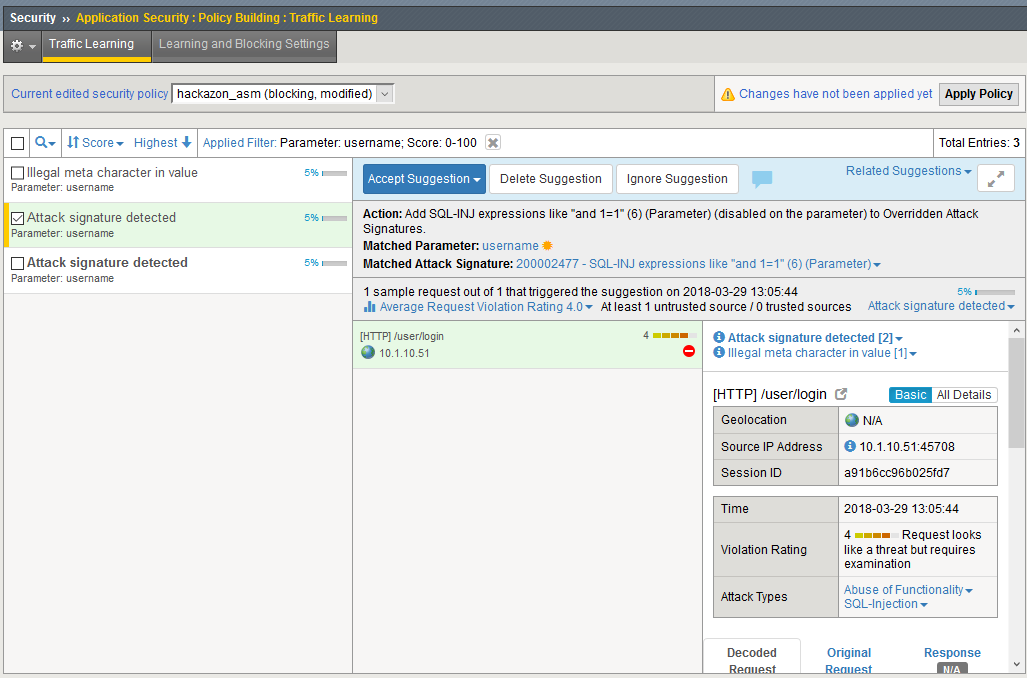 Security ›› Application Security : Policy Building : Traffic Learning
Traffic Learning
Learning and Blocking Settings
Current edited security policy hackazon_asm (blocking, modified)
Changes have not been applied yet
Apply Policy
Score
Highest
Applied Filter: Parameter: username; Score: 0-100
Total Entries: 3
Illegal meta character in value 5%
Parameter: username
Attack signature detected 5%
Parameter: username
Attack signature detected 5%
Parameter: username
Accept Suggestion
Delete Suggestion
Ignore Suggestion
Related Suggestions
Action: Add SQL-INJ expressions like "and 1=1" (6) (Parameter) (disabled on the parameter) to Overridden Attack
Signatures.
Matched Parameter: username
Matched Attack Signature: 200002477 - SQL-INJ expressions like "and 1=1" (6) (Parameter)
1 sample request out of 1 that triggered the suggestion on 2018-03-29 13:05:44
5%
Average Request Violation Rating 4.0 At least 1 untrusted source / 0 trusted sources
Attack signature detected
[HTTP] /user/login 4
10.1.10.51
Attack signature detected [2]
Illegal meta character in value [1]
[HTTP] /user/login
Basic All Details
Geolocation N/A
Source IP Address 10.1.10.51:45708
Session ID a91b6cc96b025fd7
Time 2018-03-29 13:05:44
Violation Rating 4 Request looks
like a threat but requires
examination
Attack Types Abuse of Functionality
SQL-Injection
Decoded
Request
Original
Request
Response
N/A